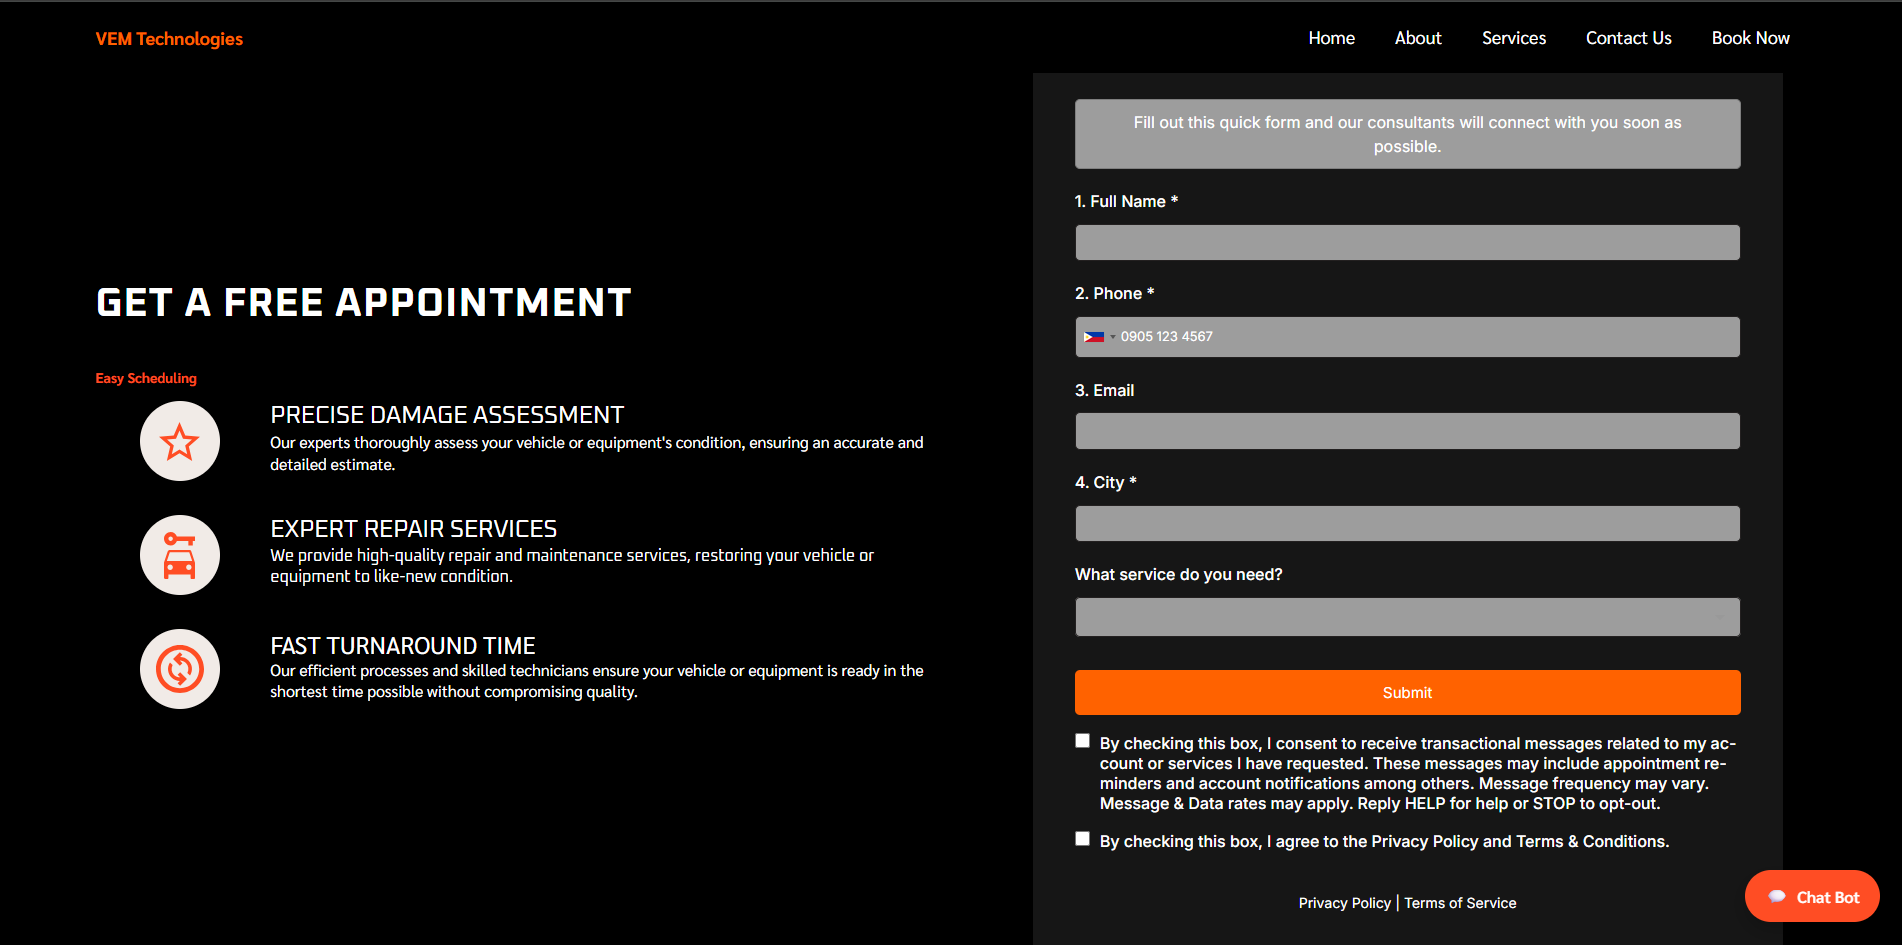 VEM Technologies
Home
About
Services
Contact Us
Book Now
GET A FREE APPOINTMENT
Easy Scheduling
PRECISE DAMAGE ASSESSMENT
Our experts thoroughly assess your vehicle or equipment's condition, ensuring an accurate and
detailed estimate.
EXPERT REPAIR SERVICES
We provide high-quality repair and maintenance services, restoring your vehicle or
equipment to like-new condition.
FAST TURNAROUND TIME
Our efficient processes and skilled technicians ensure your vehicle or equipment is ready in the
shortest time possible without compromising quality.
Fill out this quick form and our consultants will connect with you soon as
possible.
1. Full Name *
2. Phone *
0905 123 4567
3. Email
4. City *
What service do you need?
Submit
By checking this box, I consent to receive transactional messages related to my ac-
count or services I have requested. These messages may include appointment re-
minders and account notifications among others. Message frequency may vary.
Message & Data rates may apply. Reply HELP for help or STOP to opt-out.
By checking this box, I agree to the Privacy Policy and Terms & Conditions.
Privacy Policy | Terms of Service
Chat Bot